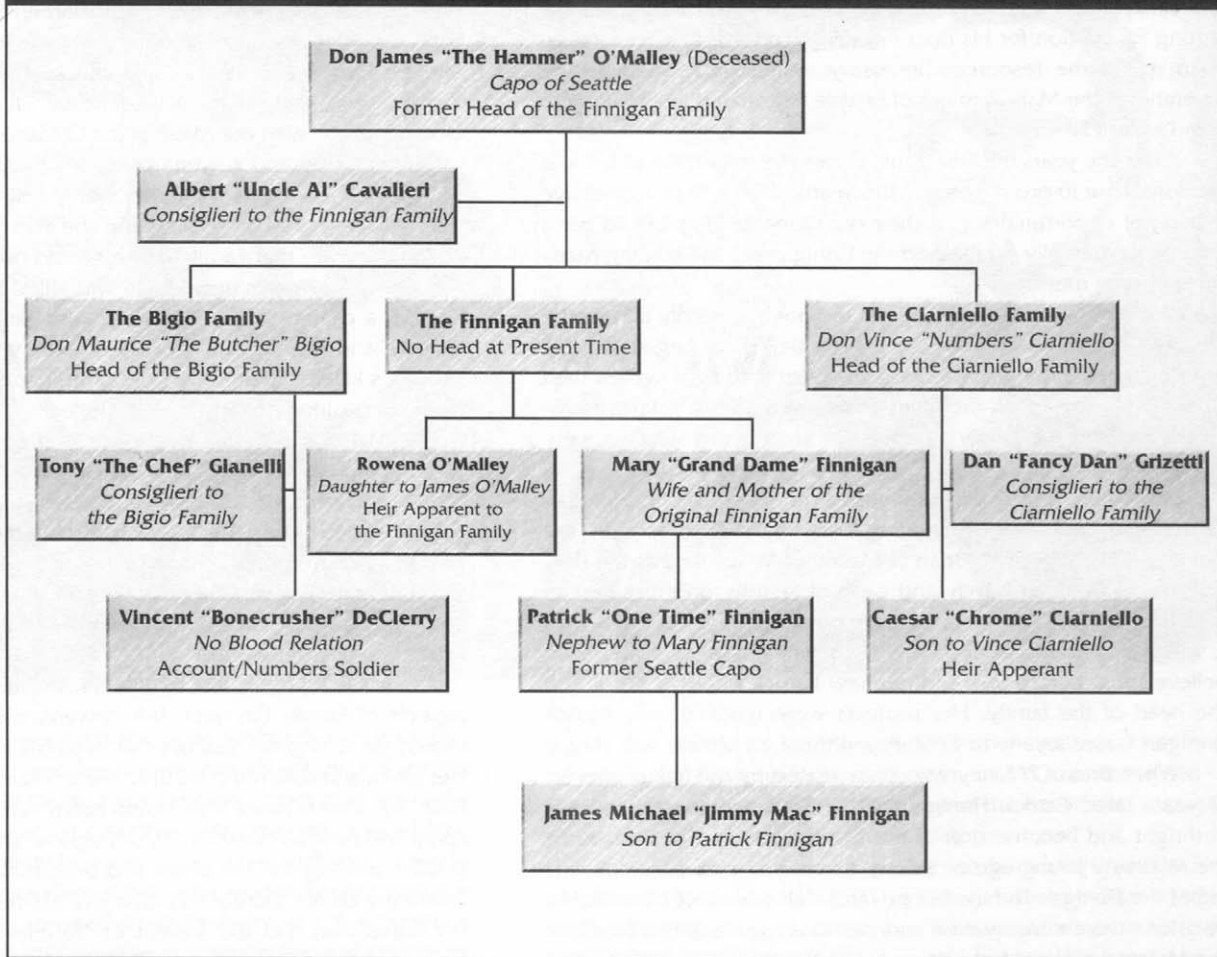 Don James "The Hammer" O'Malley (Deceased)
Capo of Seattle
Former Head of the Finnigan Family
Albert "Uncle Al" Cavalieri
Consiglieri to the Finnigan Family
The Bigio Family
Don Maurice "The Butcher" Bigio
Head of the Bigio Family
The Finnigan Family
No Head at Present Time
The Ciarniello Family
Don Vince "Numbers" Ciarniello
Head of the Ciarniello Family
Tony "The Chef" Gianelli
Consiglieri to
the Bigio Family
Rowena O'Malley
Daughter to James O'Malley
Heir Apparent to
the Finnigan Family
Mary "Grand Dame" Finnigan
Wife and Mother of the
Original Finnigan Family
Dan "Fancy Dan" Grizetti
Consiglieri to the
Ciarniello Family
Vincent "Bonecrusher" DeClerry
No Blood Relation
Account/Numbers Soldier
Patrick "One Time" Finnigan
Nephew to Mary Finnigan
Former Seattle Capo
Caesar "Chrome" Ciarniello
Son to Vince Ciarniello
Heir Apperant
James Michael "Jimmy Mac" Finnigan
Son to Patrick Finnigan